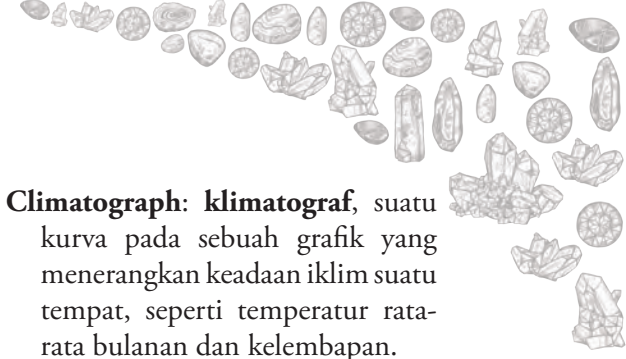 Climatograph: klimatograf, suatu
kurva pada sebuah grafik yang
menerangkan keadaan iklim suatu
tempat, seperti temperatur rata-
rata bulanan dan kelembapan.